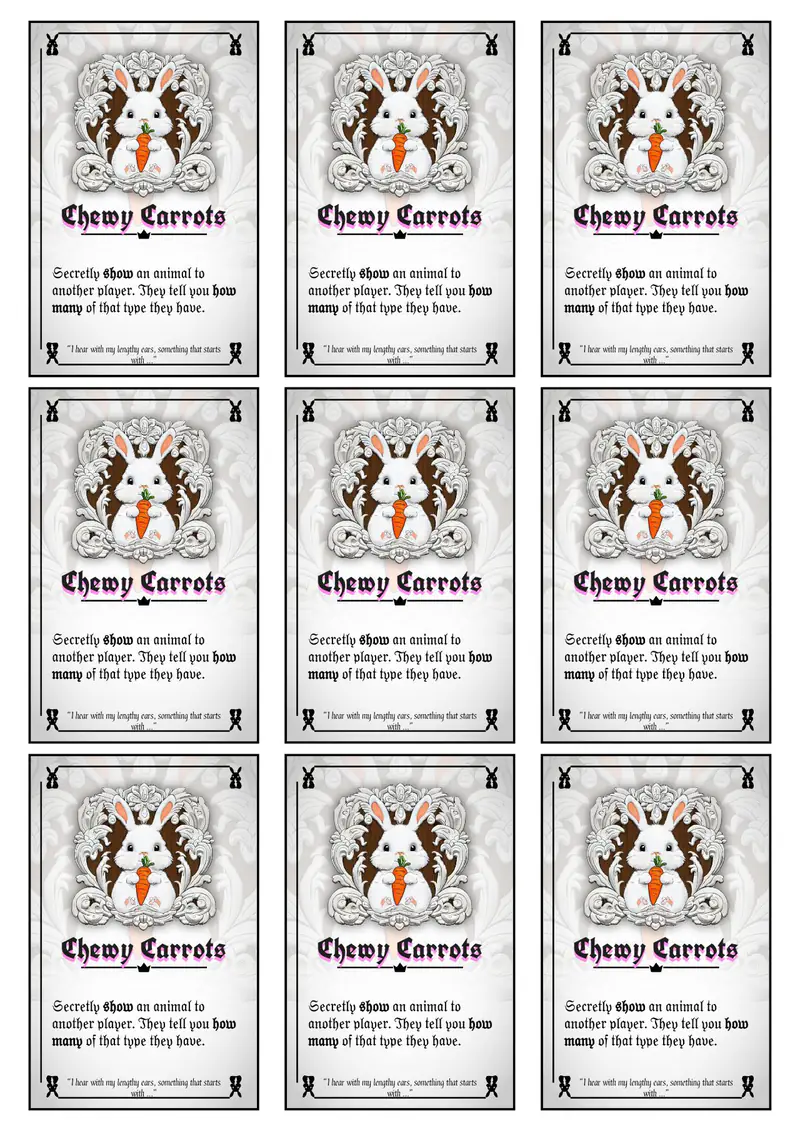 Chewy Carrots
Secretly show an animal to
another player. They tell you how
many of that type they have.
"I hear with my lengthy ears, something that starts
with ..."
Chewy Carrots
Secretly show an animal to
another player. They tell you how
many of that type they have.
"I hear with my lengthy ears, something that starts
with ..."
Chewy Carrots
Secretly show an animal to
another player. They tell you how
many of that type they have.
"I hear with my lengthy ears, something that starts
with ..."
Chewy Carrots
Secretly show an animal to
another player. They tell you how
many of that type they have.
"I hear with my lengthy ears, something that starts
with ..."
Chewy Carrots
Secretly show an animal to
another player. They tell you how
many of that type they have.
"I hear with my lengthy ears, something that starts
with ..."
Chewy Carrots
Secretly show an animal to
another player. They tell you how
many of that type they have.
"I hear with my lengthy ears, something that starts
with ..."
Chewy Carrots
Secretly show an animal to
another player. They tell you how
many of that type they have.
"I hear with my lengthy ears, something that starts
with ..."
Chewy Carrots
Secretly show an animal to
another player. They tell you how
many of that type they have.
"I hear with my lengthy ears, something that starts
with ..."
Chewy Carrots
Secretly show an animal to
another player. They tell you how
many of that type they have.
"I hear with my lengthy ears, something that starts
with ..."